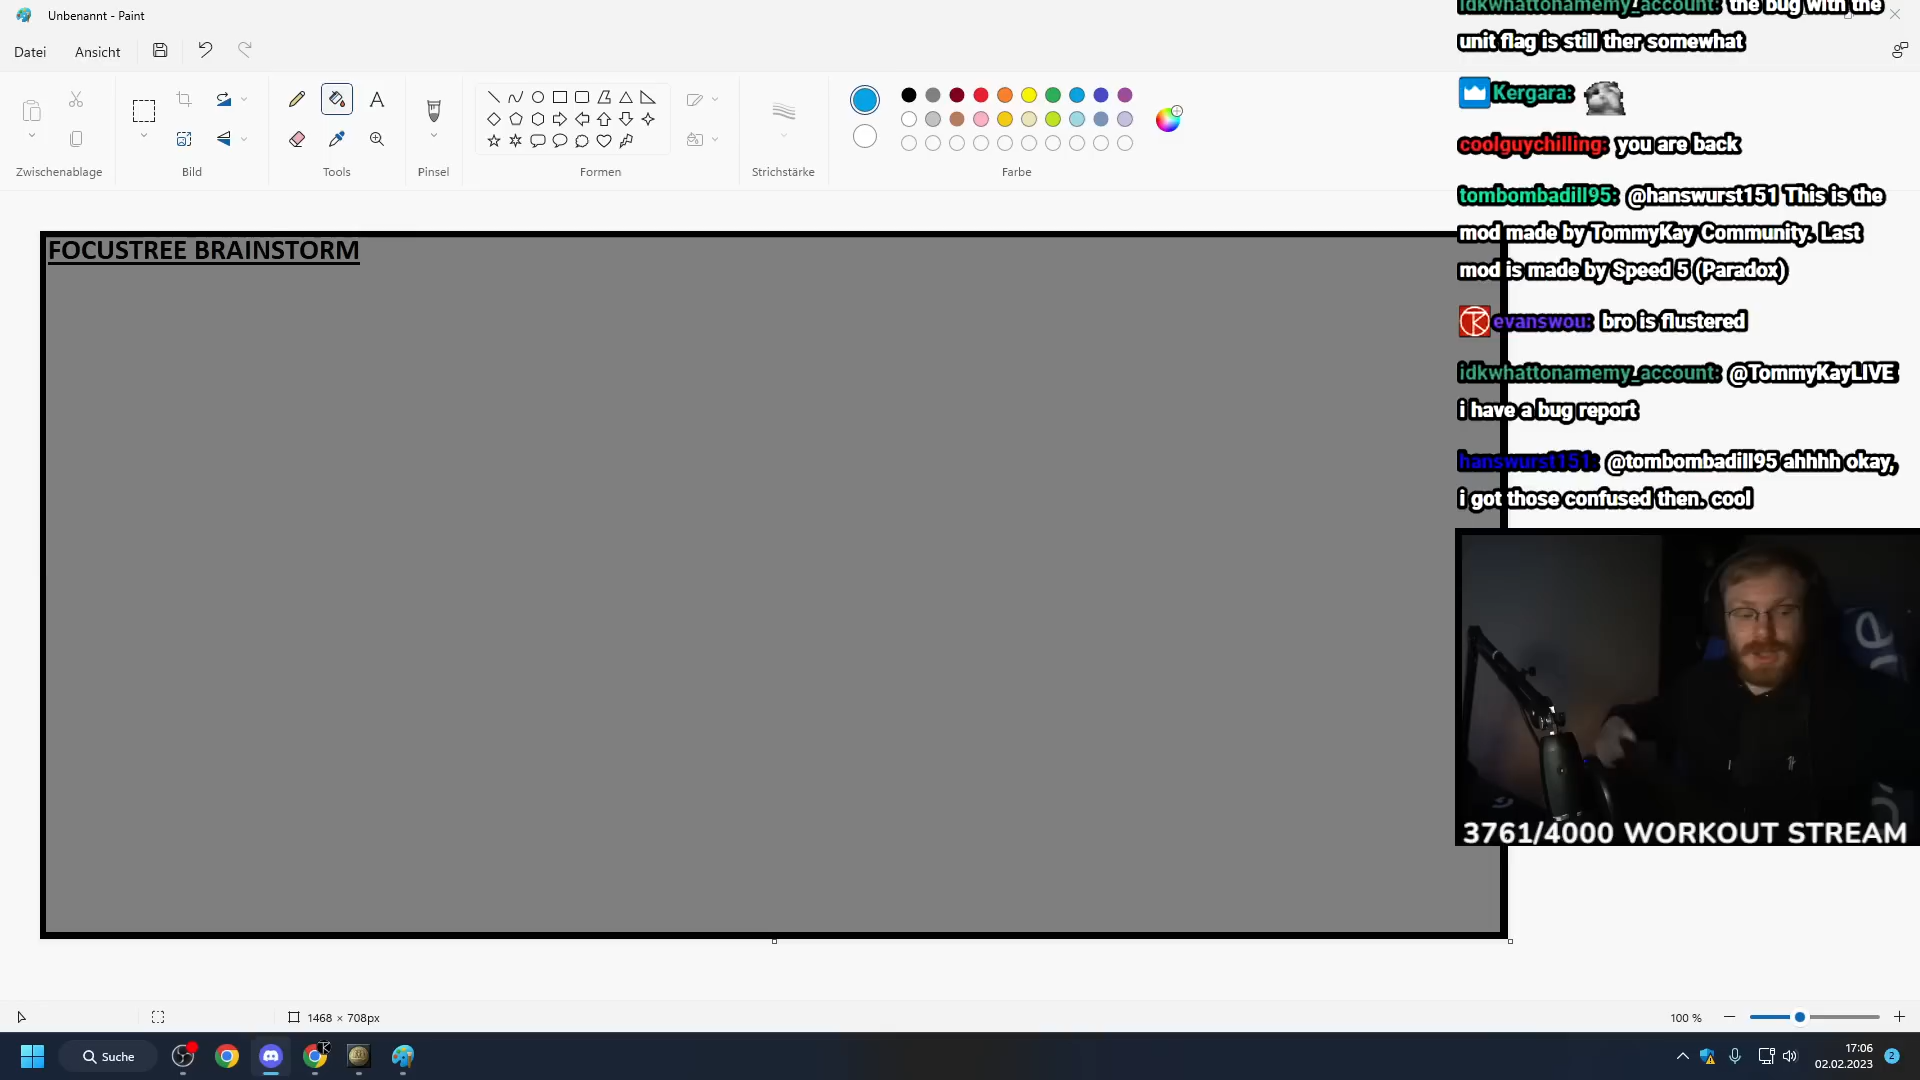 Unbenannt - Paint
Datei
Ansicht
Zwischenablage
Bild
Tools
Pinsel
Formen
Strichstärke
Farbe
FOCUSTREE BRAINSTORM
idkwhattonamemy_account: the bug with the
unit flag is still ther somewhat
Kergara:
coolguychilling: you are back
tombombadill95: @hanswurst151 This is the
mod made by TommyKay Community. Last
mod is made by Speed 5 (Paradox)
evanswou: bro is flustered
idkwhattonamemy_account: @TommyKayLIVE
i have a bug report
hanswurst151: @tombombadill95 ahhhh okay,
i got those confused then. cool
3761/4000 WORKOUT STREAM
1468 × 708px
100 %
Suche
17:06
02.02.2023
2